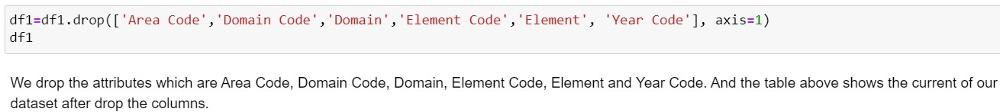 df1=df1.drop(['Area Code','Domain Code','Domain','Element Code','Element', 'Year Code'], axis=1)
df1
We drop the attributes which are Area Code, Domain Code, Domain, Element Code, Element and Year Code. And the table above shows the current of our
dataset after drop the columns.